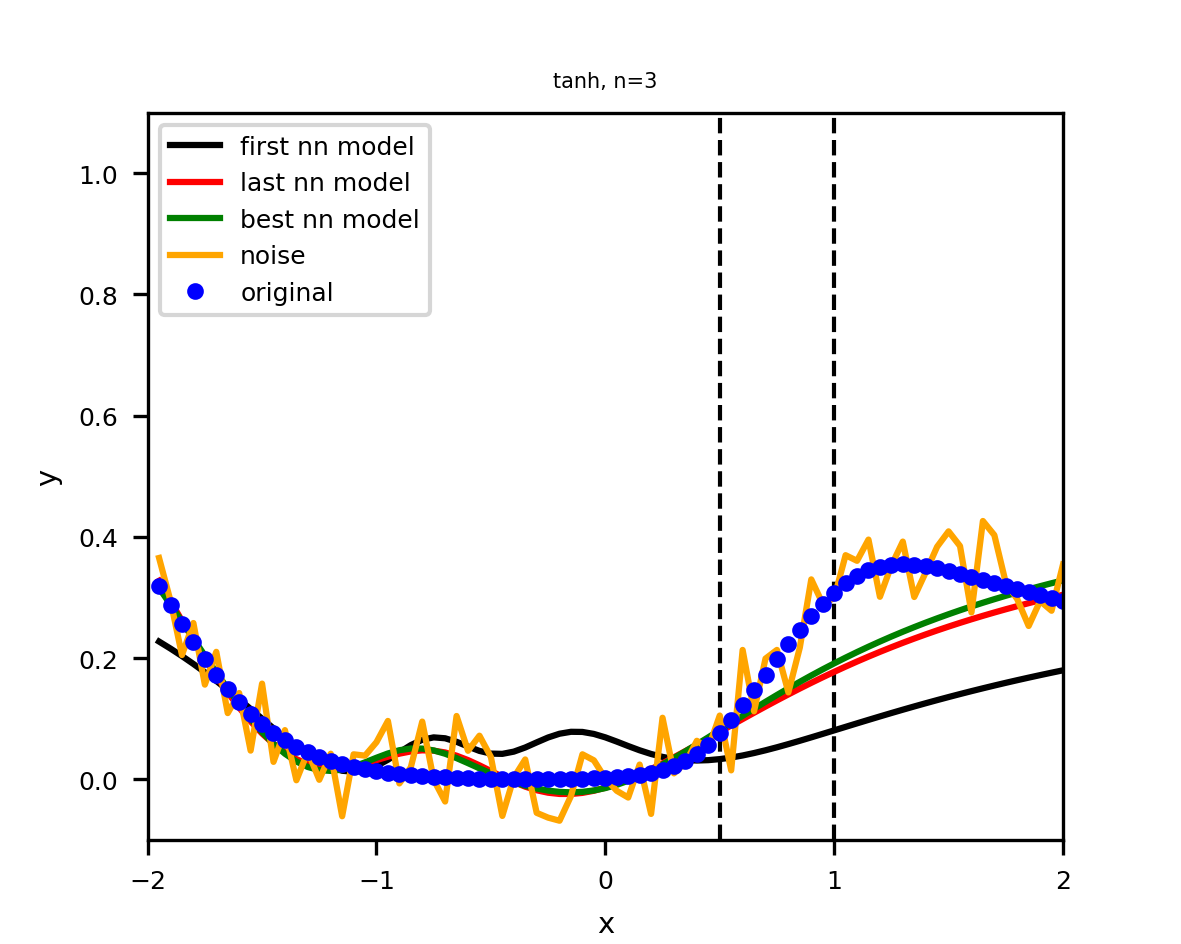 tanh, n=3
first nn model
last nn model
best nn model
noise
original
1.0
0.8
0.6
0.4
0.2
0.0
y
−2
−1
0
1
2
x